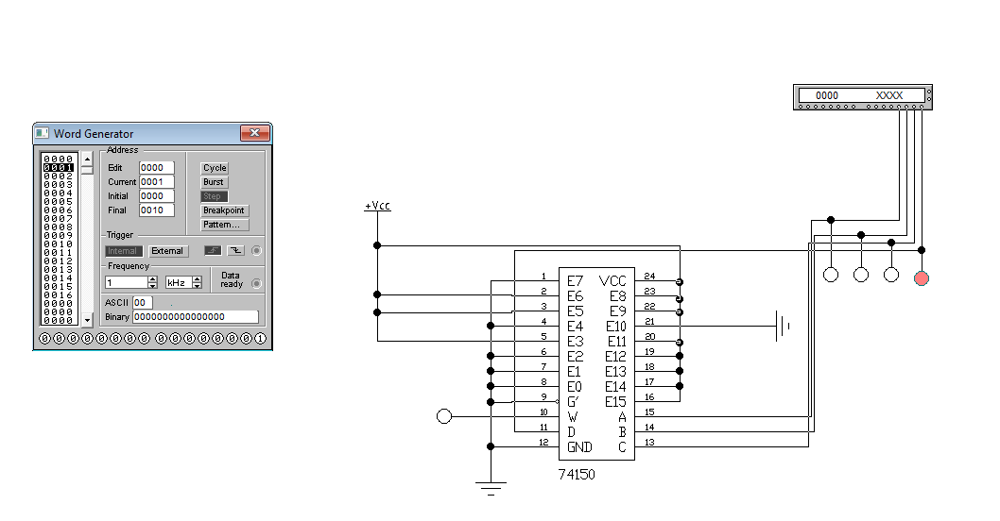 0000 XXXX
Word Generator
Address
0000
0001
0002
0003
0004
0005
0006
0007
0008
0009
0010
0011
0012
0013
0014
0015
0016
0000
0000
0000
Edit 0000
Current 0001
Initial 0000
Final 0010
Cycle
Burst
Step
Breakpoint
Pattern...
Trigger
Internal External
Frequency
1 kHz
Data
ready
ASCII 00
Binary 0000000000000000
0 0 0 0 0 0 0 0 0 0 0 0 0 0 0 1
+Vcc
1 E7 VCC 24
2 E6 E8 23
3 E5 E9 22
4 E4 E10 21
5 E3 E11 20
6 E2 E12 19
7 E1 E13 18
8 E0 E14 17
9 G' E15 16
10 W A 15
11 D B 14
12 GND C 13
74150